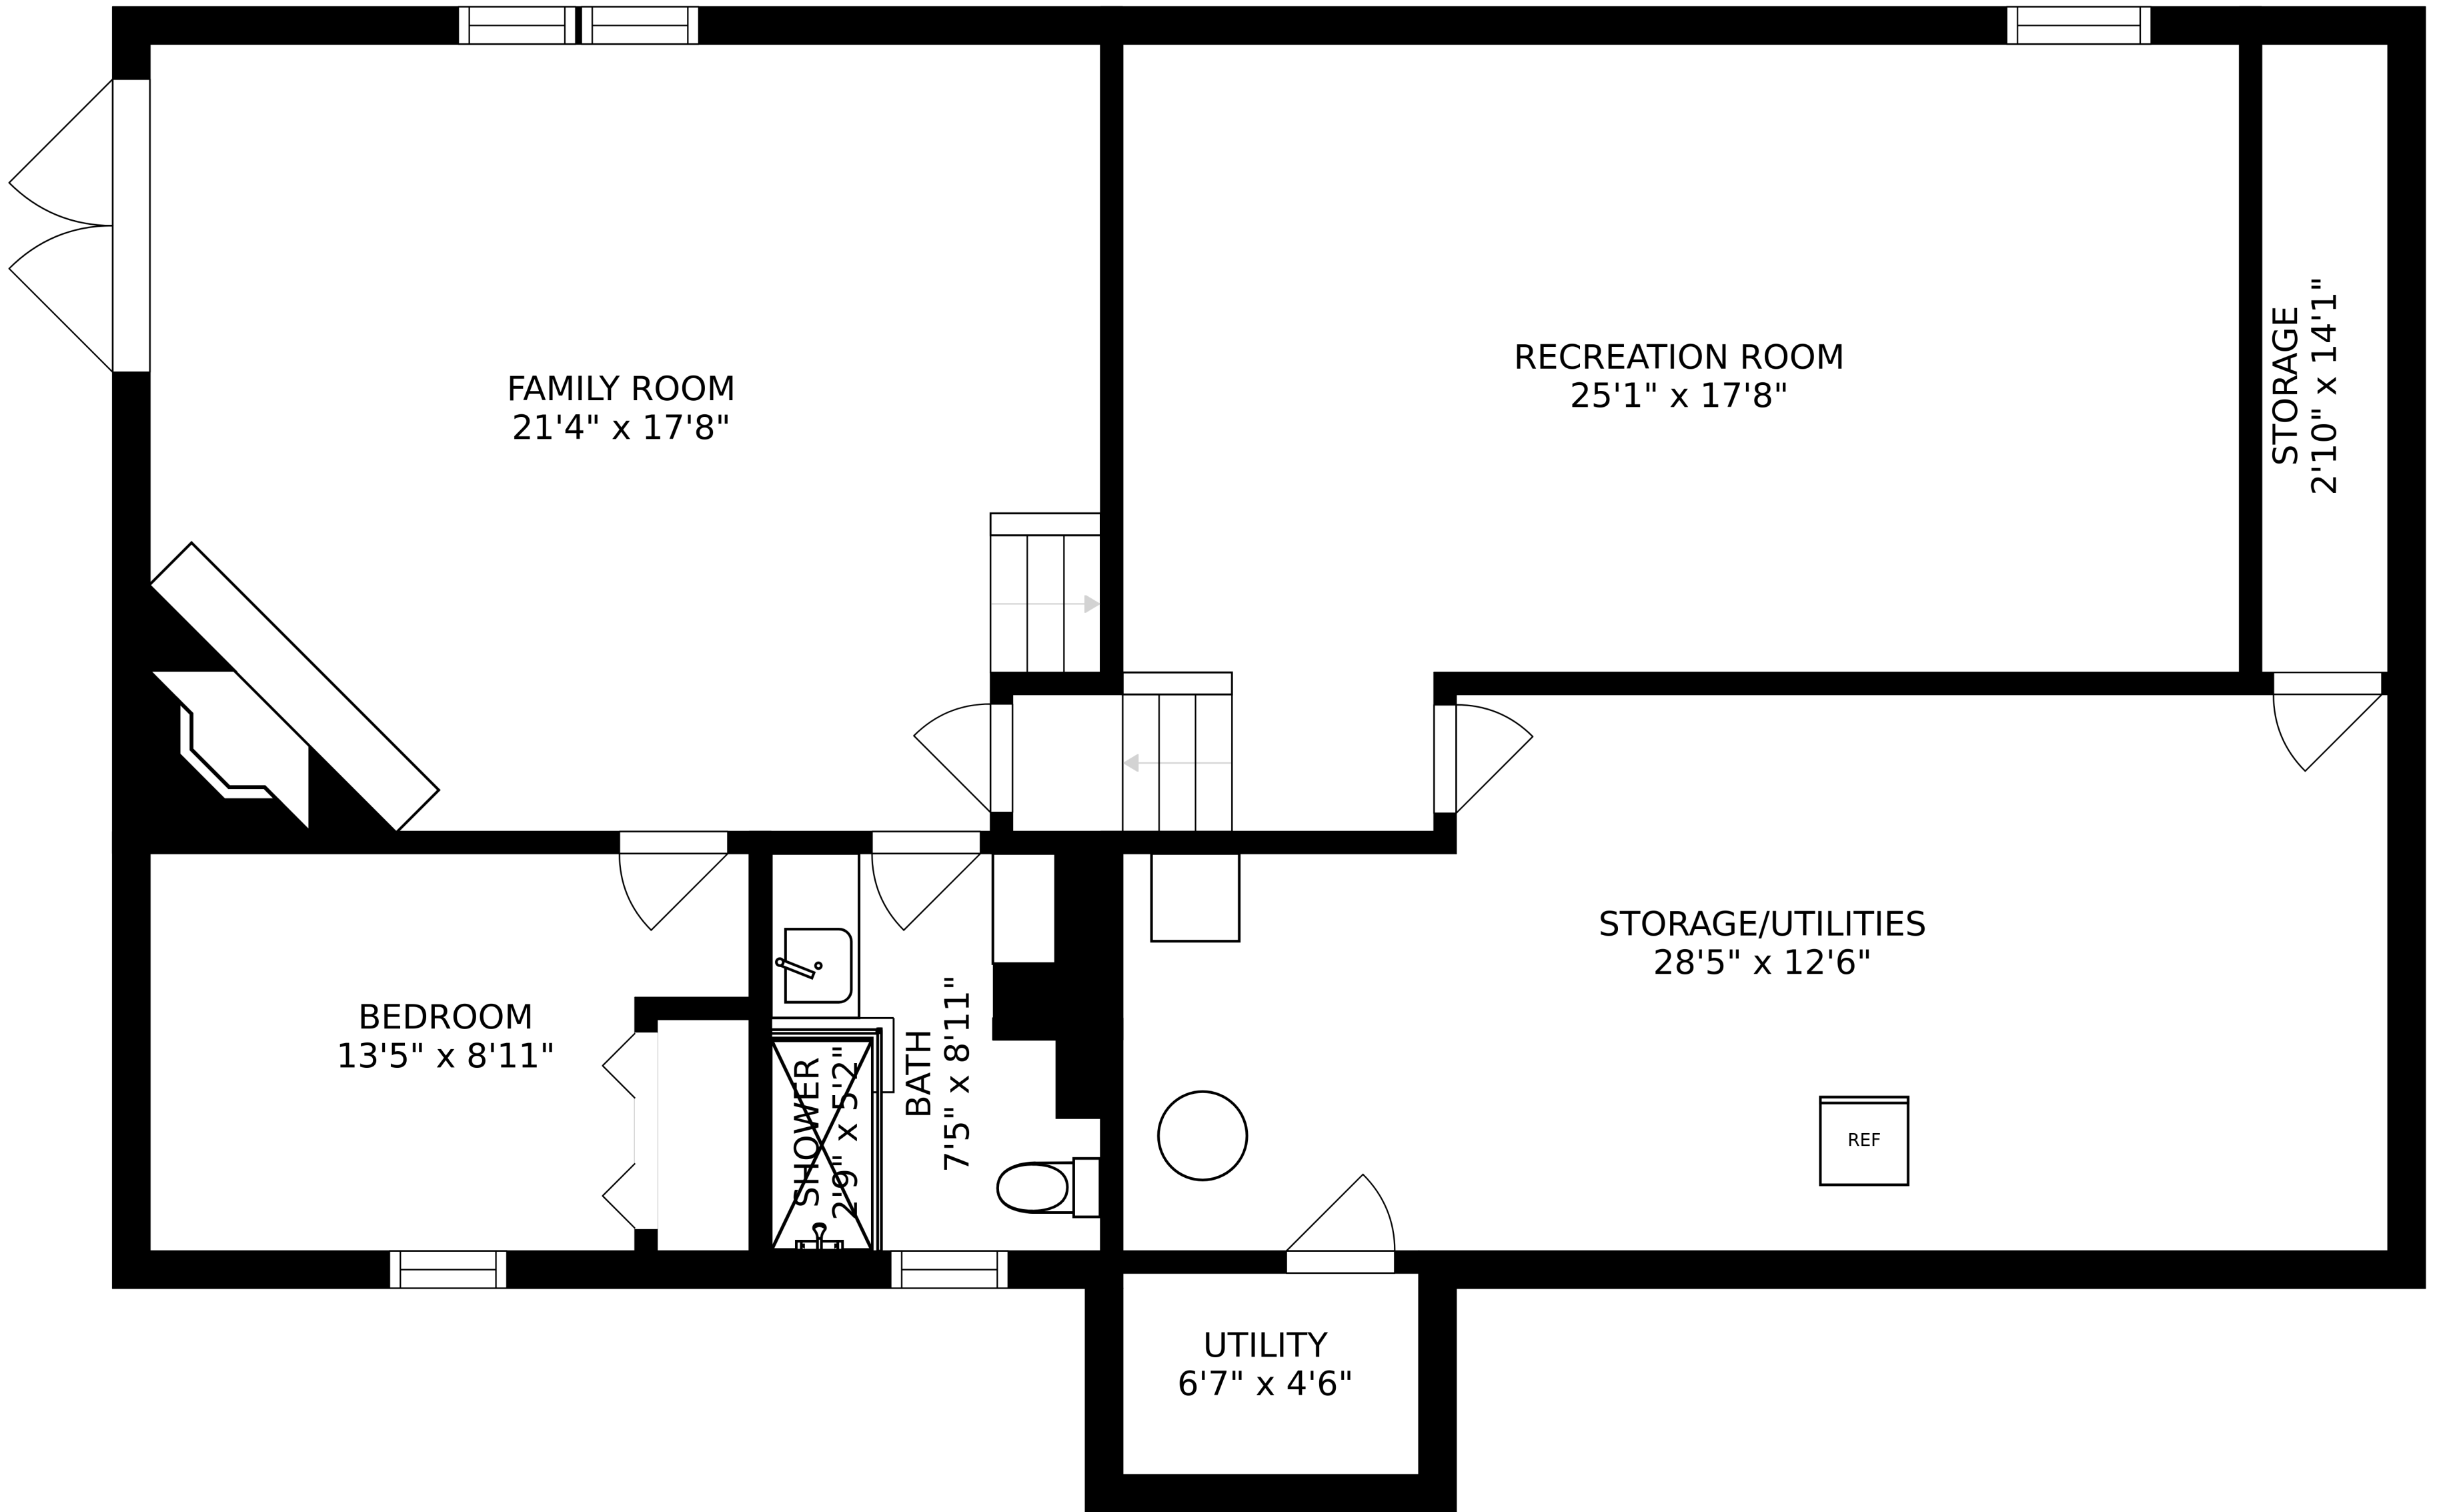 FAMILY ROOM
21'4" x 17'8"
RECREATION ROOM
25'1" x 17'8"
STORAGE
2'10" x 14'1"
BEDROOM
13'5" x 8'11"
SHOWER
2'9" x 5'2"
BATH
7'5" x 8'11"
STORAGE/UTILITIES
28'5" x 12'6"
REF
UTILITY
6'7" x 4'6"